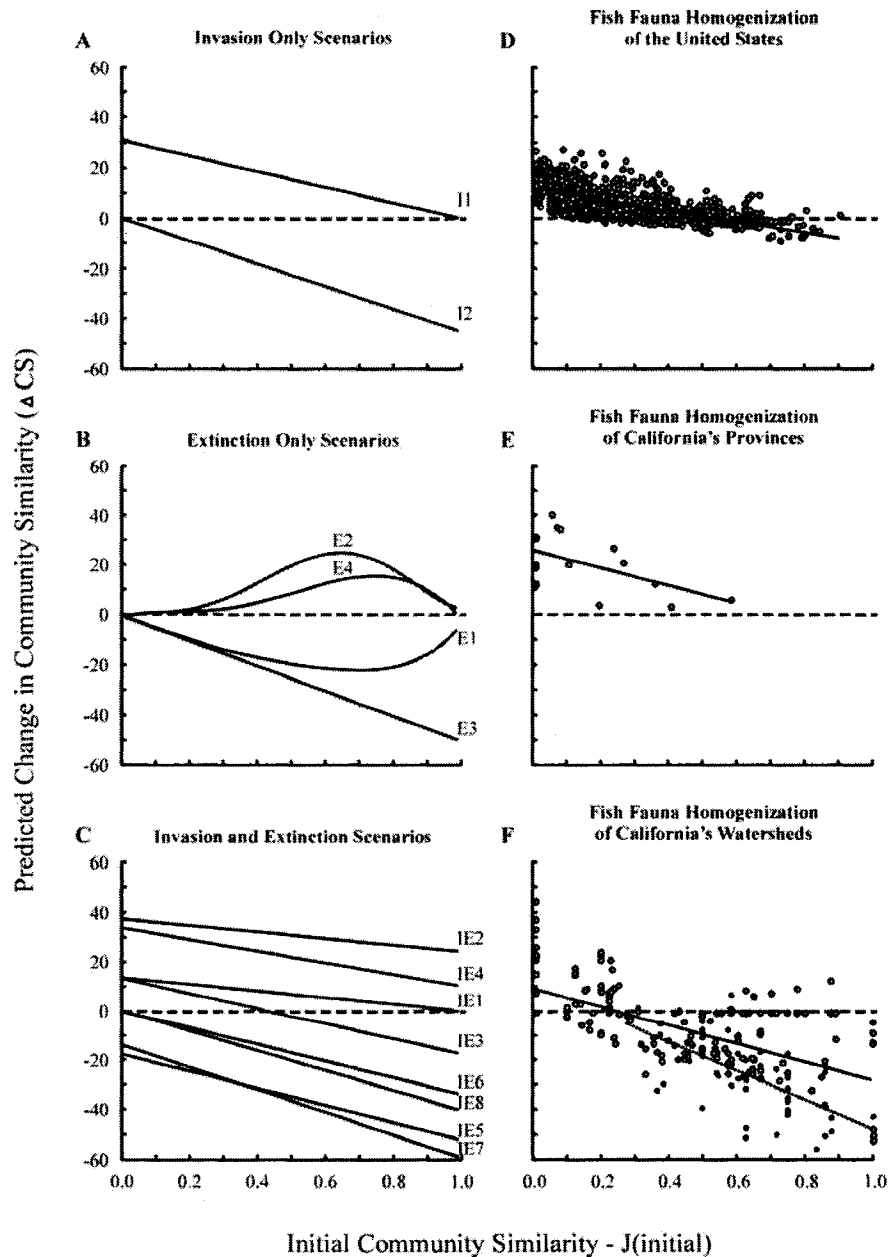 Predicted Change in Community Similarity (Δ CS)
A
Invasion Only Scenarios
60
40
20
0
-20
-40
-60
I1
I2
D
Fish Fauna Homogenization
of the United States
B
Extinction Only Scenarios
60
40
20
0
-20
-40
-60
E2
E4
E1
E3
E
Fish Fauna Homogenization
of California's Provinces
C
Invasion and Extinction Scenarios
60
40
20
0
-20
-40
-60
IE2
IE4
IE1
IE3
IE6
IE8
IE5
IE7
0.0 0.2 0.4 0.6 0.8 1.0
F
Fish Fauna Homogenization
of California's Watersheds
0.0 0.2 0.4 0.6 0.8 1.0
Initial Community Similarity - J(initial)